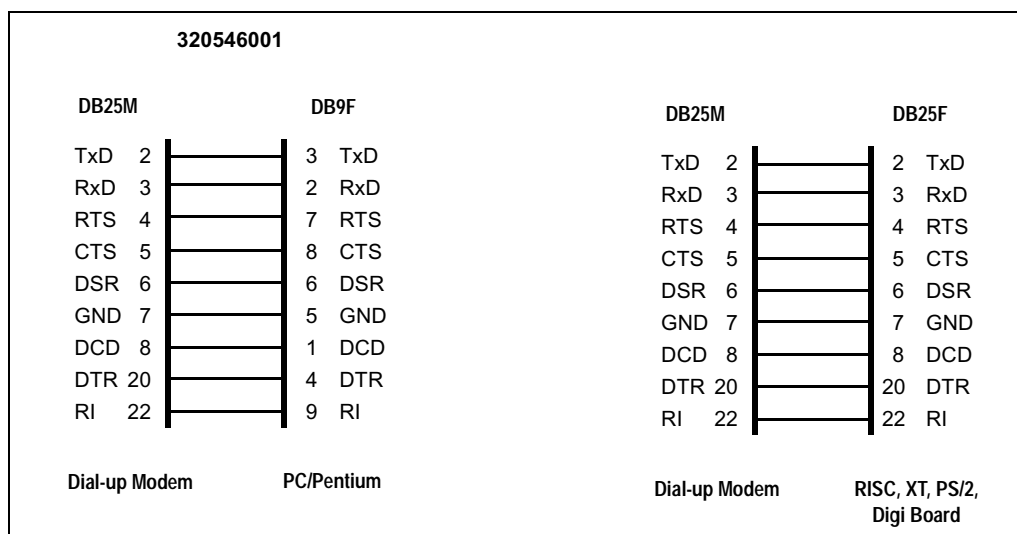 320546001
DB25M DB9F
TxD 2 3 TxD
RxD 3 2 RxD
RTS 4 7 RTS
CTS 5 8 CTS
DSR 6 6 DSR
GND 7 5 GND
DCD 8 1 DCD
DTR 20 4 DTR
RI 22 9 RI
Dial-up Modem PC/Pentium
DB25M DB25F
TxD 2 2 TxD
RxD 3 3 RxD
RTS 4 4 RTS
CTS 5 5 CTS
DSR 6 6 DSR
GND 7 7 GND
DCD 8 8 DCD
DTR 20 20 DTR
RI 22 22 RI
Dial-up Modem RISC, XT, PS/2,
Digi Board